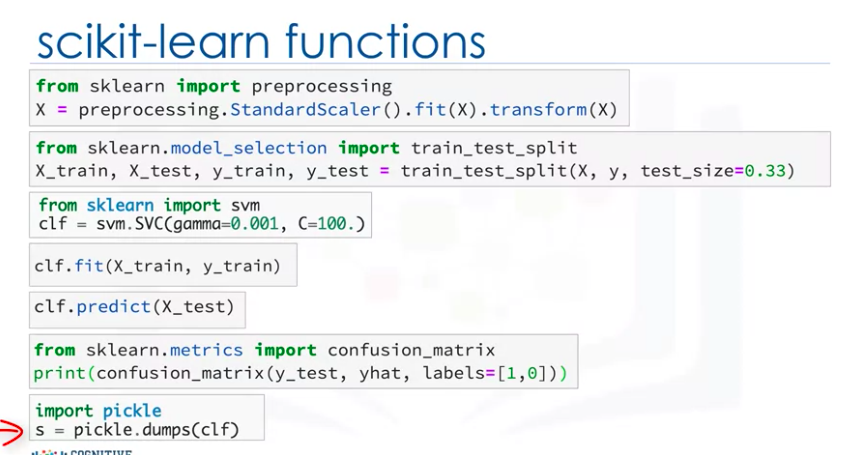 scikit-learn functions
from sklearn import preprocessing
X = preprocessing.StandardScaler().fit(X).transform(X)
from sklearn.model_selection import train_test_split
X_train, X_test, y_train, y_test = train_test_split(X, y, test_size=0.33)
from sklearn import svm
clf = svm.SVC(gamma=0.001, C=100.)
clf.fit(X_train, y_train)
clf.predict(X_test)
from sklearn.metrics import confusion_matrix
print(confusion_matrix(y_test, yhat, labels=[1,0]))
import pickle
s = pickle.dumps(clf)
COGNITIVE